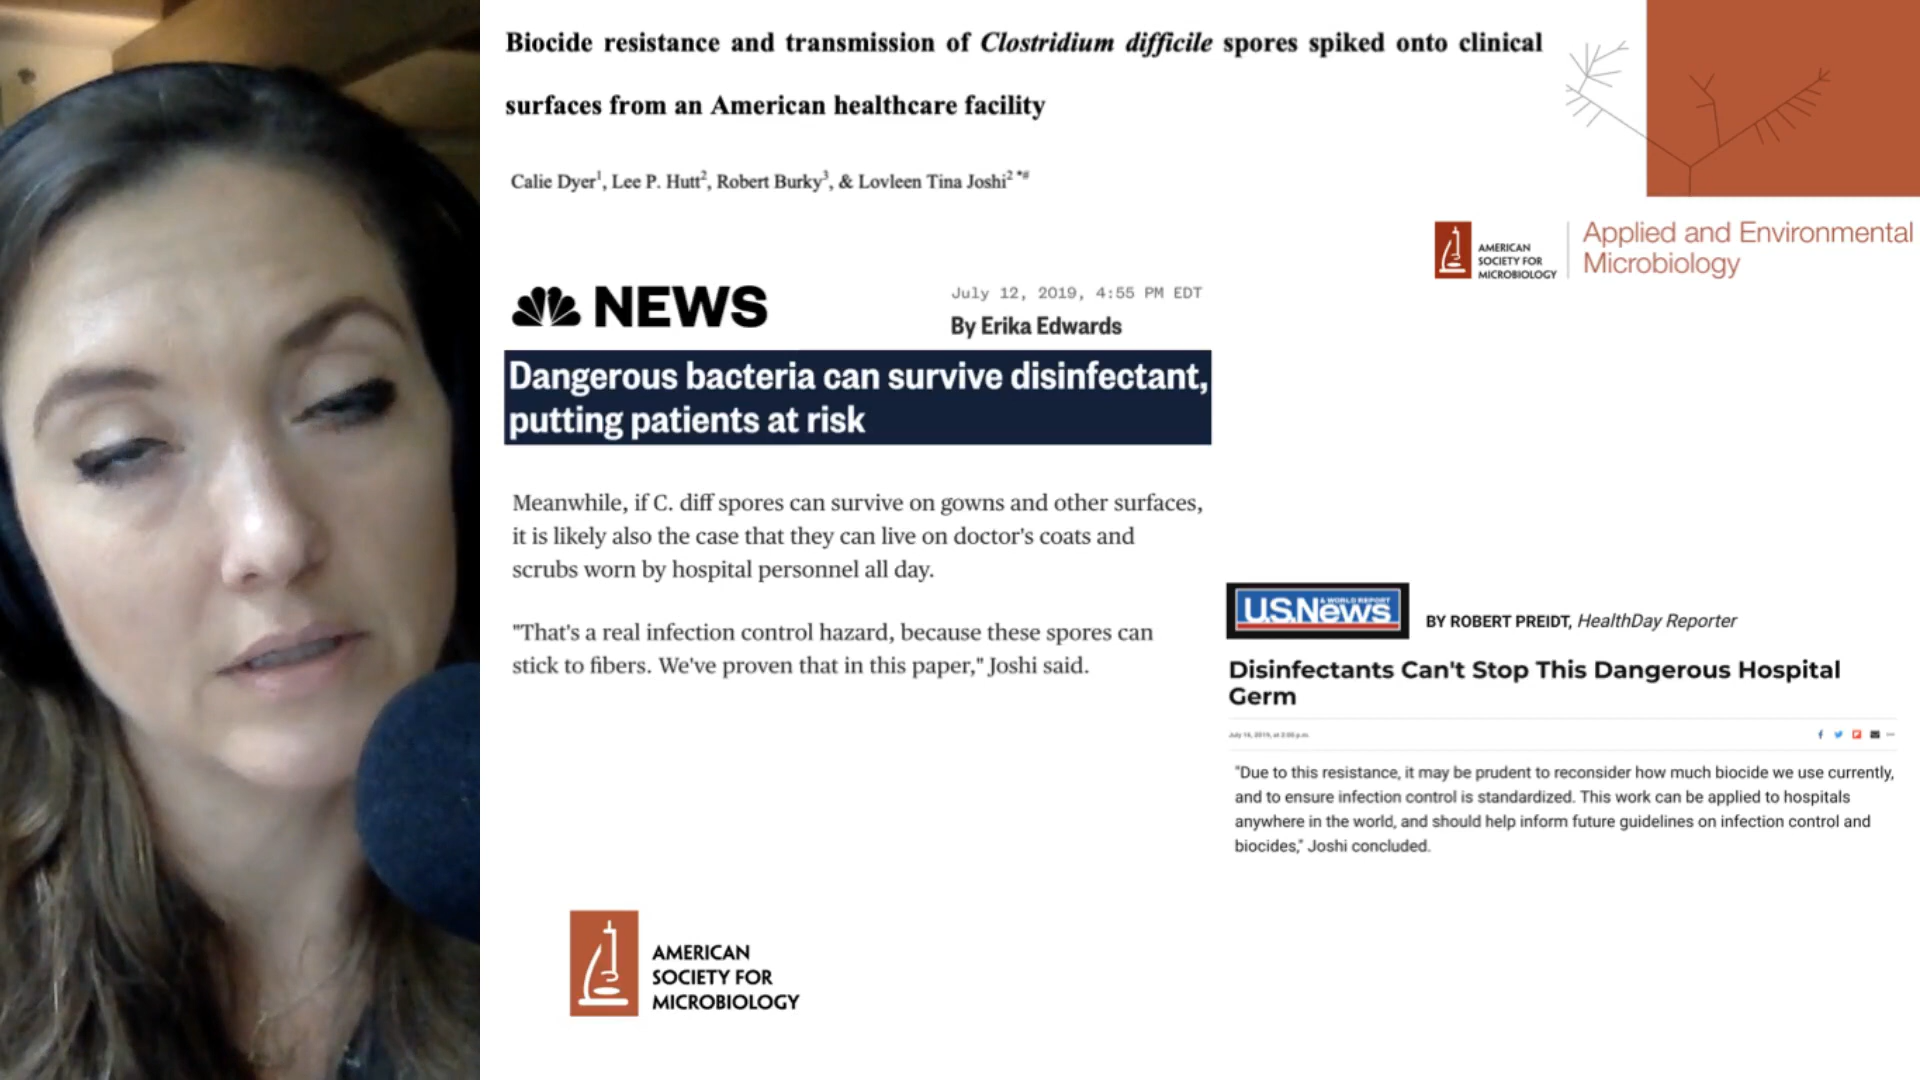 Biocide resistance and transmission of Clostridium difficile spores spiked onto clinical
surfaces from an American healthcare facility
Calie Dyer1, Lee P. Hutt2, Robert Burky3, & Lovleen Tina Joshi2 *#
AMERICAN
SOCIETY FOR
MICROBIOLOGY
Applied and Environmental
Microbiology
NEWS
July 12, 2019, 4:55 PM EDT
By Erika Edwards
Dangerous bacteria can survive disinfectant,
putting patients at risk
Meanwhile, if C. diff spores can survive on gowns and other surfaces,
it is likely also the case that they can live on doctor's coats and
scrubs worn by hospital personnel all day.
"That's a real infection control hazard, because these spores can
stick to fibers. We've proven that in this paper," Joshi said.
U.S.News
& WORLD REPORT
BY ROBERT PREIDT, HealthDay Reporter
Disinfectants Can't Stop This Dangerous Hospital
Germ
"Due to this resistance, it may be prudent to reconsider how much biocide we use currently,
and to ensure infection control is standardized. This work can be applied to hospitals
anywhere in the world, and should help inform future guidelines on infection control and
biocides," Joshi concluded.
AMERICAN
SOCIETY FOR
MICROBIOLOGY